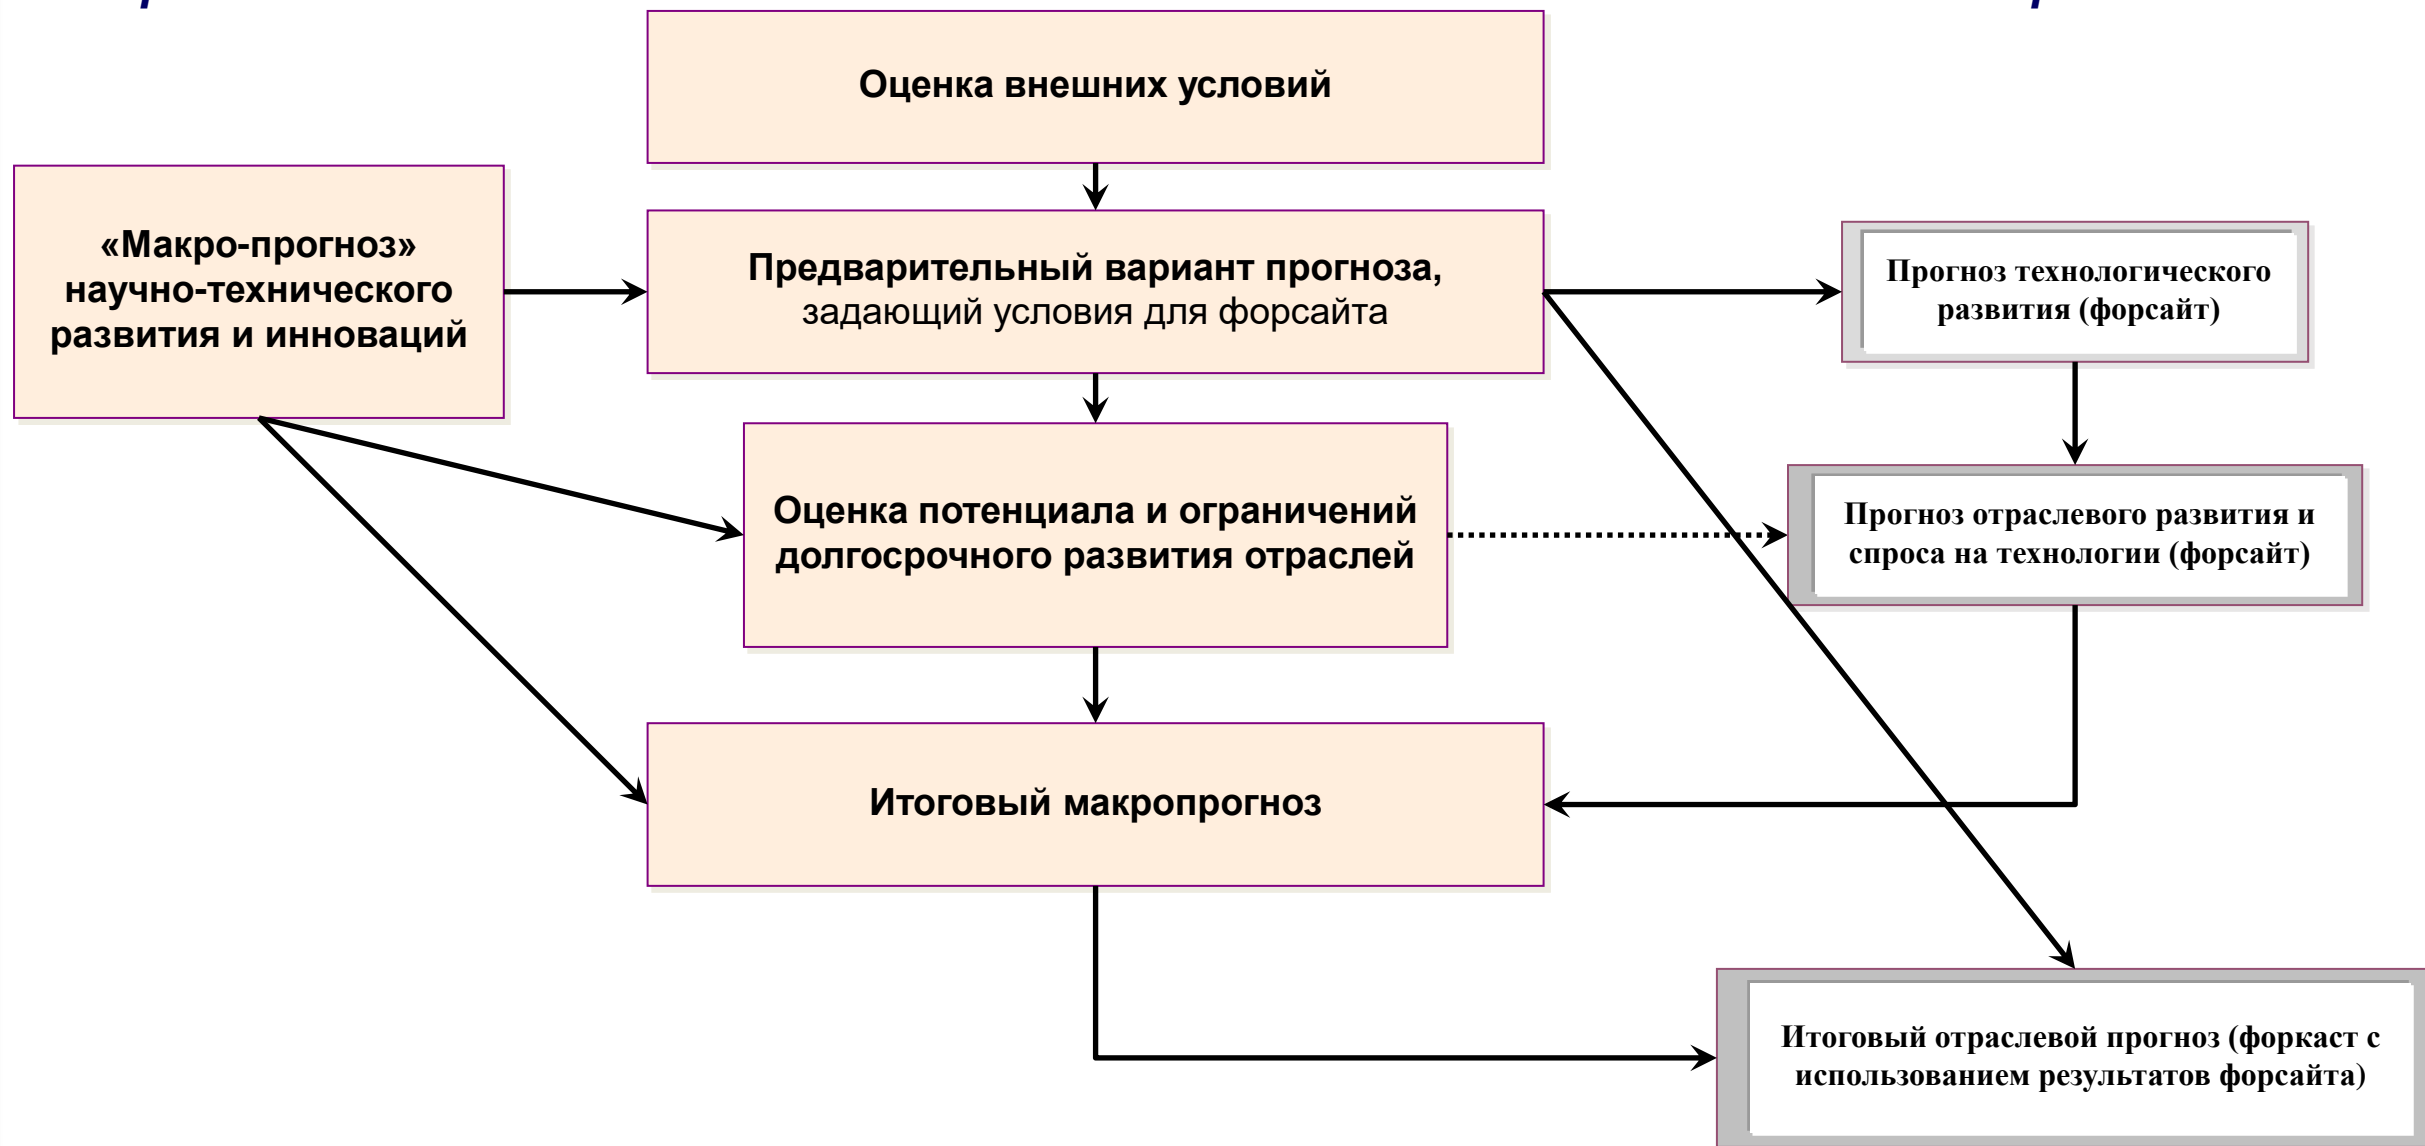 Оценка внешних условий
«Макро-прогноз»
научно-технического
развития и инноваций
Предварительный вариант прогноза,
задающий условия для форсайта
Прогноз технологического
развития (форсайт)
Оценка потенциала и ограничений
долгосрочного развития отраслей
Прогноз отраслевого развития и
спроса на технологии (форсайт)
Итоговый макропрогноз
Итоговый отраслевой прогноз (форкаст с
использованием результатов форсайта)